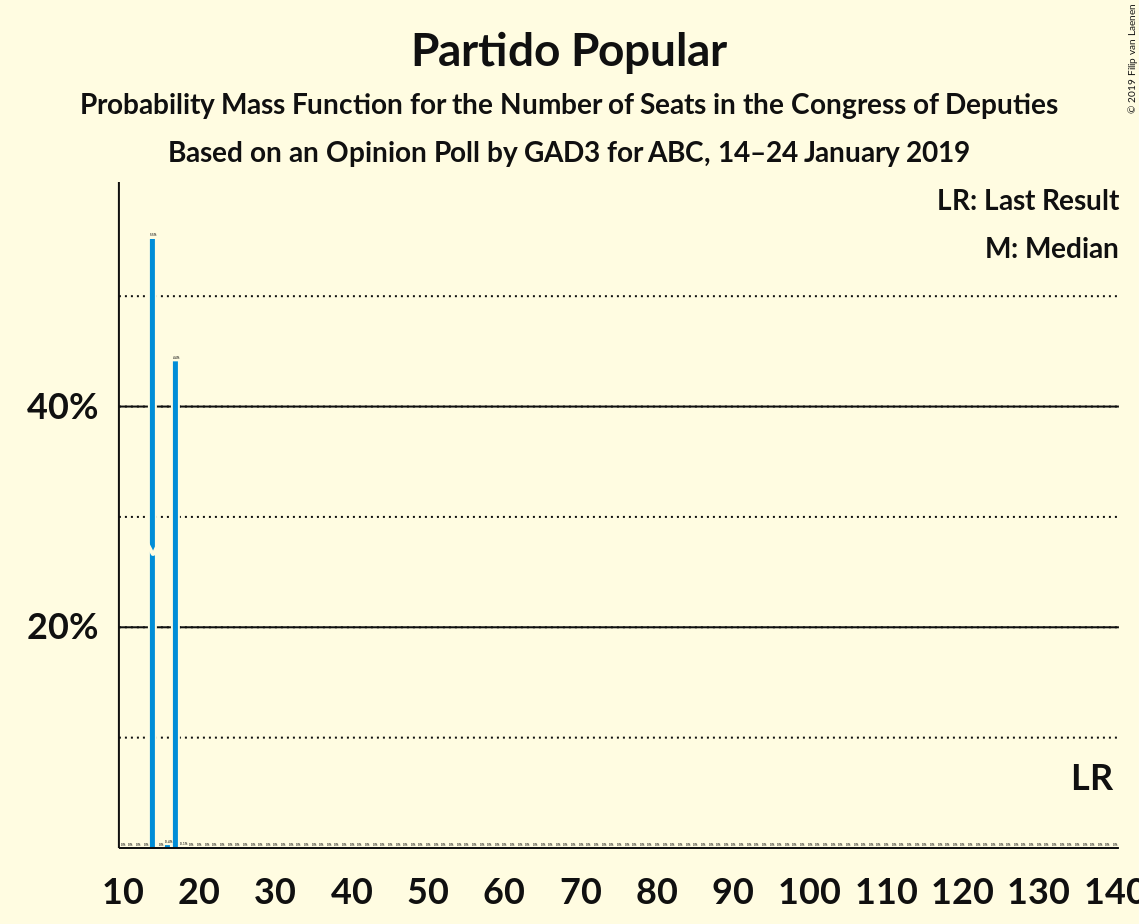 Partido Popular
Probability Mass Function for the Number of Seats in the Congress of Deputies
Based on an Opinion Poll by GAD3 for ABC, 14–24 January 2019
© 2019 Filip van Laenen
LR: Last Result
M: Median
40%
20%
LR
10 20 30 40 50 60 70 80 90 100 110 120 130 140